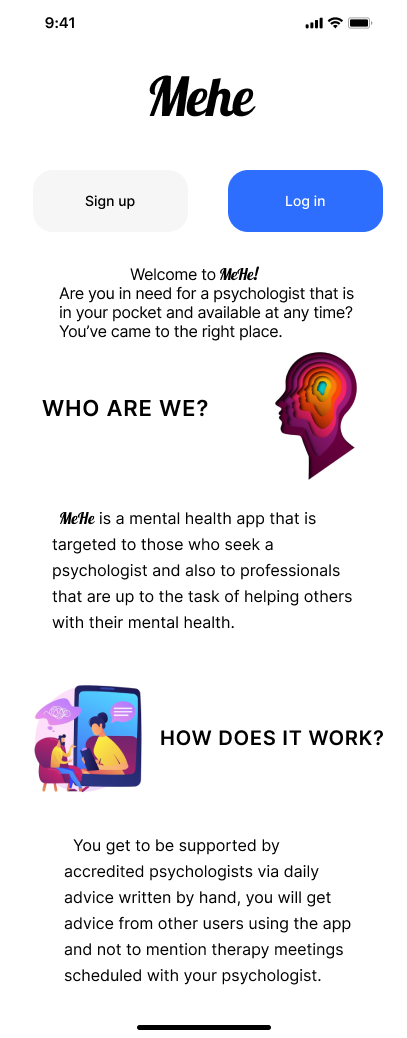 9:41
Mehe
Sign up
Log in
Welcome to MeHe!
Are you in need for a psychologist that is
in your pocket and available at any time?
You’ve came to the right place.
WHO ARE WE?
MeHe is a mental health app that is
targeted to those who seek a
psychologist and also to professionals
that are up to the task of helping others
with their mental health.
HOW DOES IT WORK?
You get to be supported by
accredited psychologists via daily
advice written by hand, you will get
advice from other users using the app
and not to mention therapy meetings
scheduled with your psychologist.